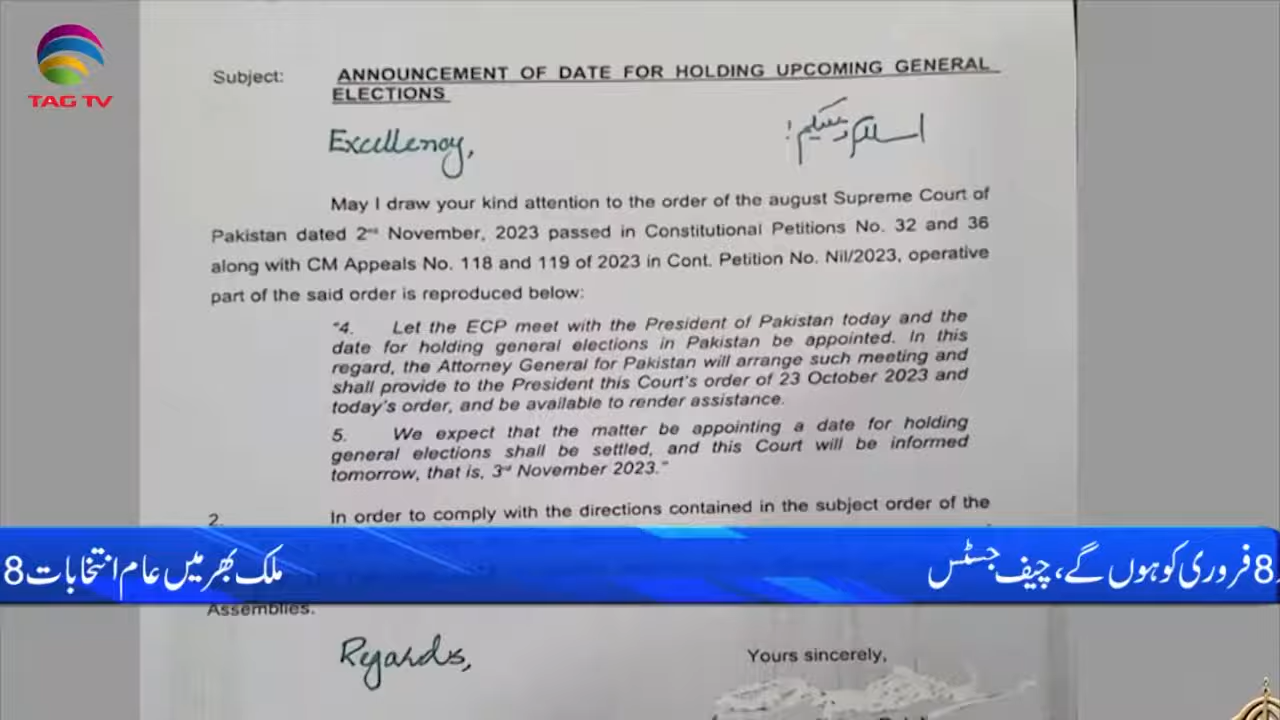 TAG TV
Subject: ANNOUNCEMENT OF DATE FOR HOLDING UPCOMING GENERAL
ELECTIONS
Excellency,
السلام علیکم!
May I draw your kind attention to the order of the august Supreme Court of
Pakistan dated 2nd November, 2023 passed in Constitutional Petitions No. 32 and 36
along with CM Appeals No. 118 and 119 of 2023 in Cont. Petition No. Nil/2023, operative
part of the said order is reproduced below:
"4. Let the ECP meet with the President of Pakistan today and the
date for holding general elections in Pakistan be appointed. In this
regard, the Attorney General for Pakistan will arrange such meeting and
shall provide to the President this Court's order of 23 October 2023 and
today's order, and be available to render assistance.
5. We expect that the matter be appointing a date for holding
general elections shall be settled, and this Court will be informed
tomorrow, that is, 3rd November 2023."
2. In order to comply with the directions contained in the subject order of the
8 فروری کو ہوں گے، چیف جسٹس
ملک بھر میں عام انتخابات 8
Assemblies.
Regards,
Yours sincerely,